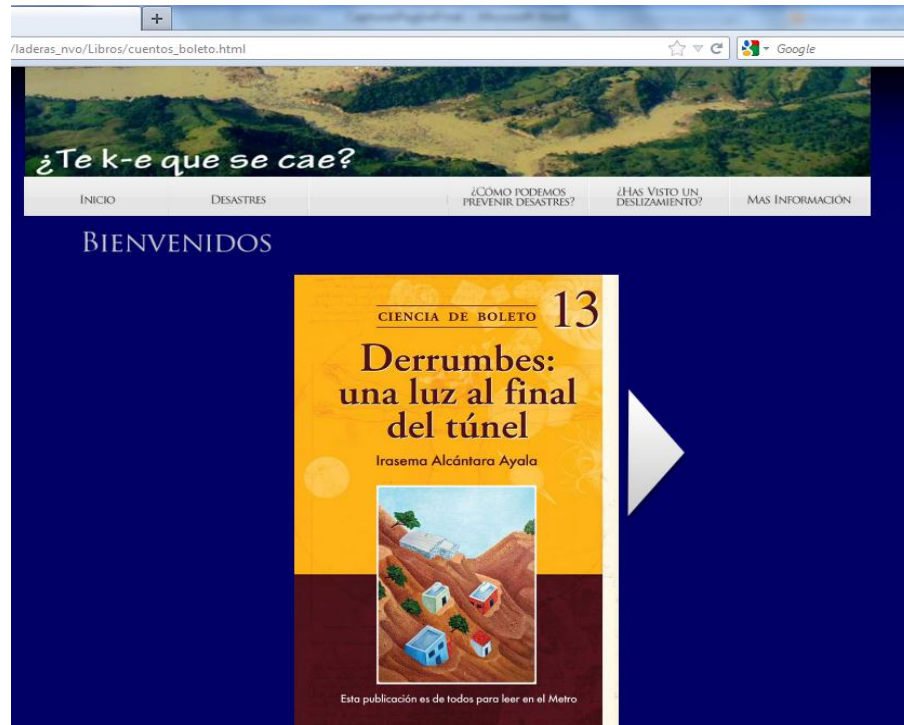 /laderas_nvo/Libros/cuentos_boleto.html
Google
¿Te k-e que se cae?
INICIO
DESASTRES
¿CÓMO PODEMOS
PREVENIR DESASTRES?
¿HAS VISTO UN
DESLIZAMIENTO?
MAS INFORMACIÓN
BIENVENIDOS
CIENCIA DE BOLETO 13
Derrumbes:
una luz al final
del túnel
Irasema Alcántara Ayala
Esta publicación es de todos para leer en el Metro